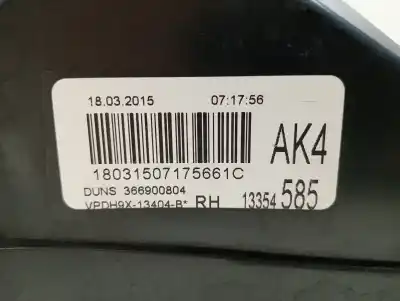 18.03.2015 07:17:56
AK4
18031507175661C
DUNS 366900804
VPDH9X-13404-B* RH 13354 585